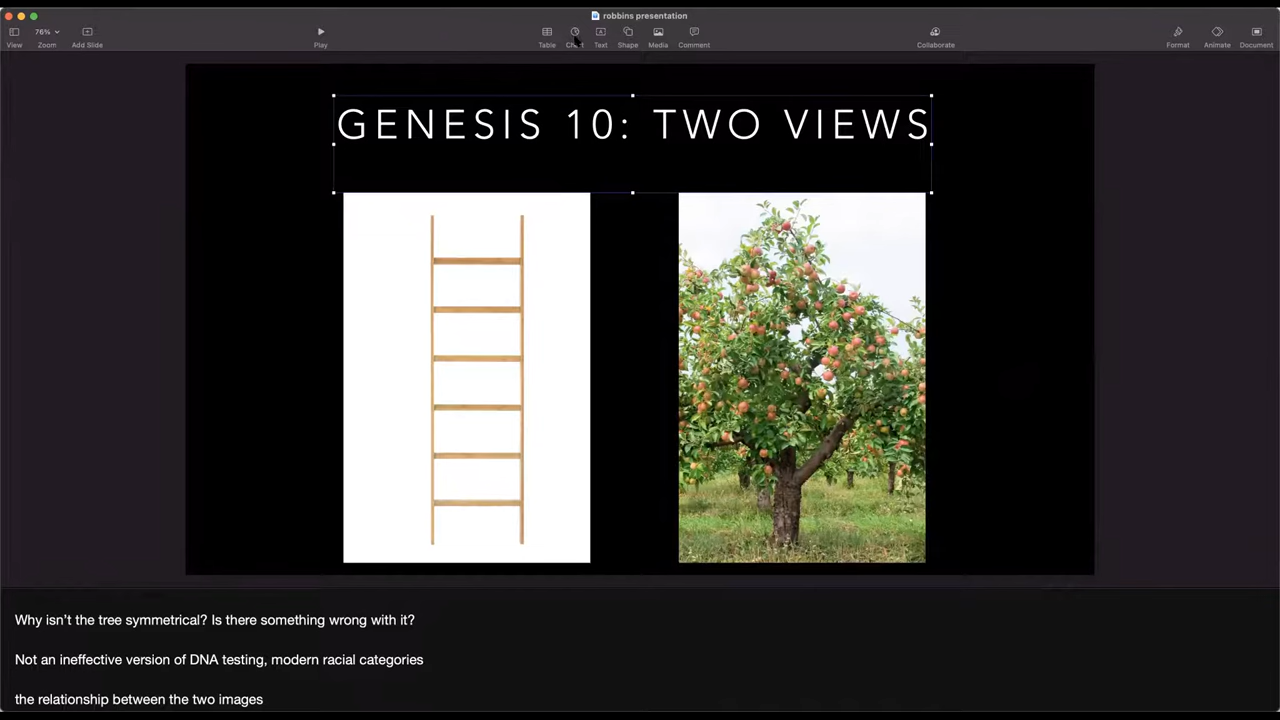 robbins presentation
76%
View
Zoom
Add Slide
Play
Table
Chart
Text
Shape
Media
Comment
Collaborate
Format
Animate
Document
GENESIS 10: TWO VIEWS
Why isn't the tree symmetrical? Is there something wrong with it?
Not an ineffective version of DNA testing, modern racial categories
the relationship between the two images